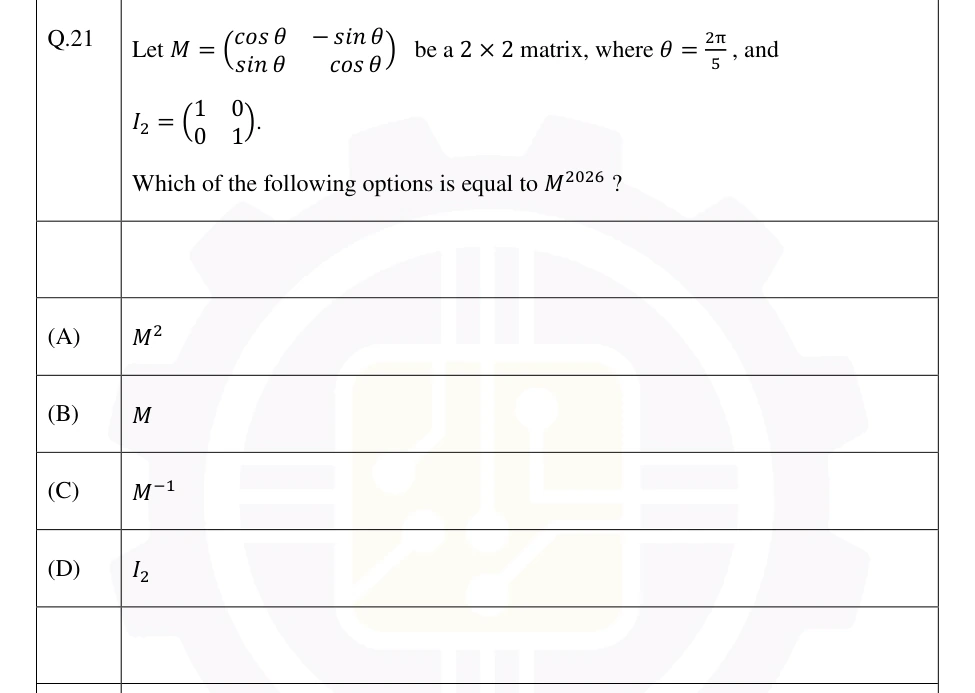 Q.21
Let M = (cos θ  − sin θ
sin θ  cos θ) be a 2 × 2 matrix, where θ = 2π/5 , and
I₂ = (1 0
0 1).
Which of the following options is equal to M²⁰²⁶ ?
(A) M²
(B) M
(C) M⁻¹
(D) I₂